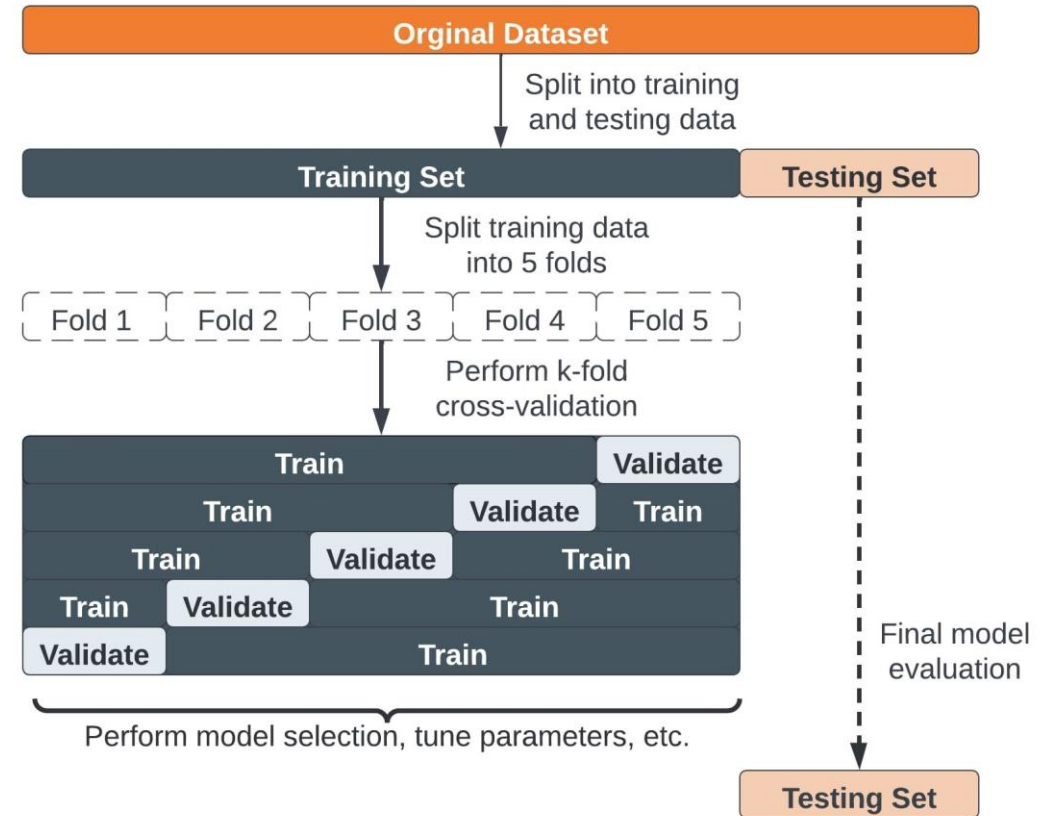 Orginal Dataset
Split into training
and testing data
Training Set
Testing Set
Split training data
into 5 folds
Fold 1
Fold 2
Fold 3
Fold 4
Fold 5
Perform k-fold
cross-validation
Train
Validate
Train
Validate
Train
Train
Validate
Train
Train
Validate
Train
Validate
Train
Final model
evaluation
Perform model selection, tune parameters, etc.
Testing Set